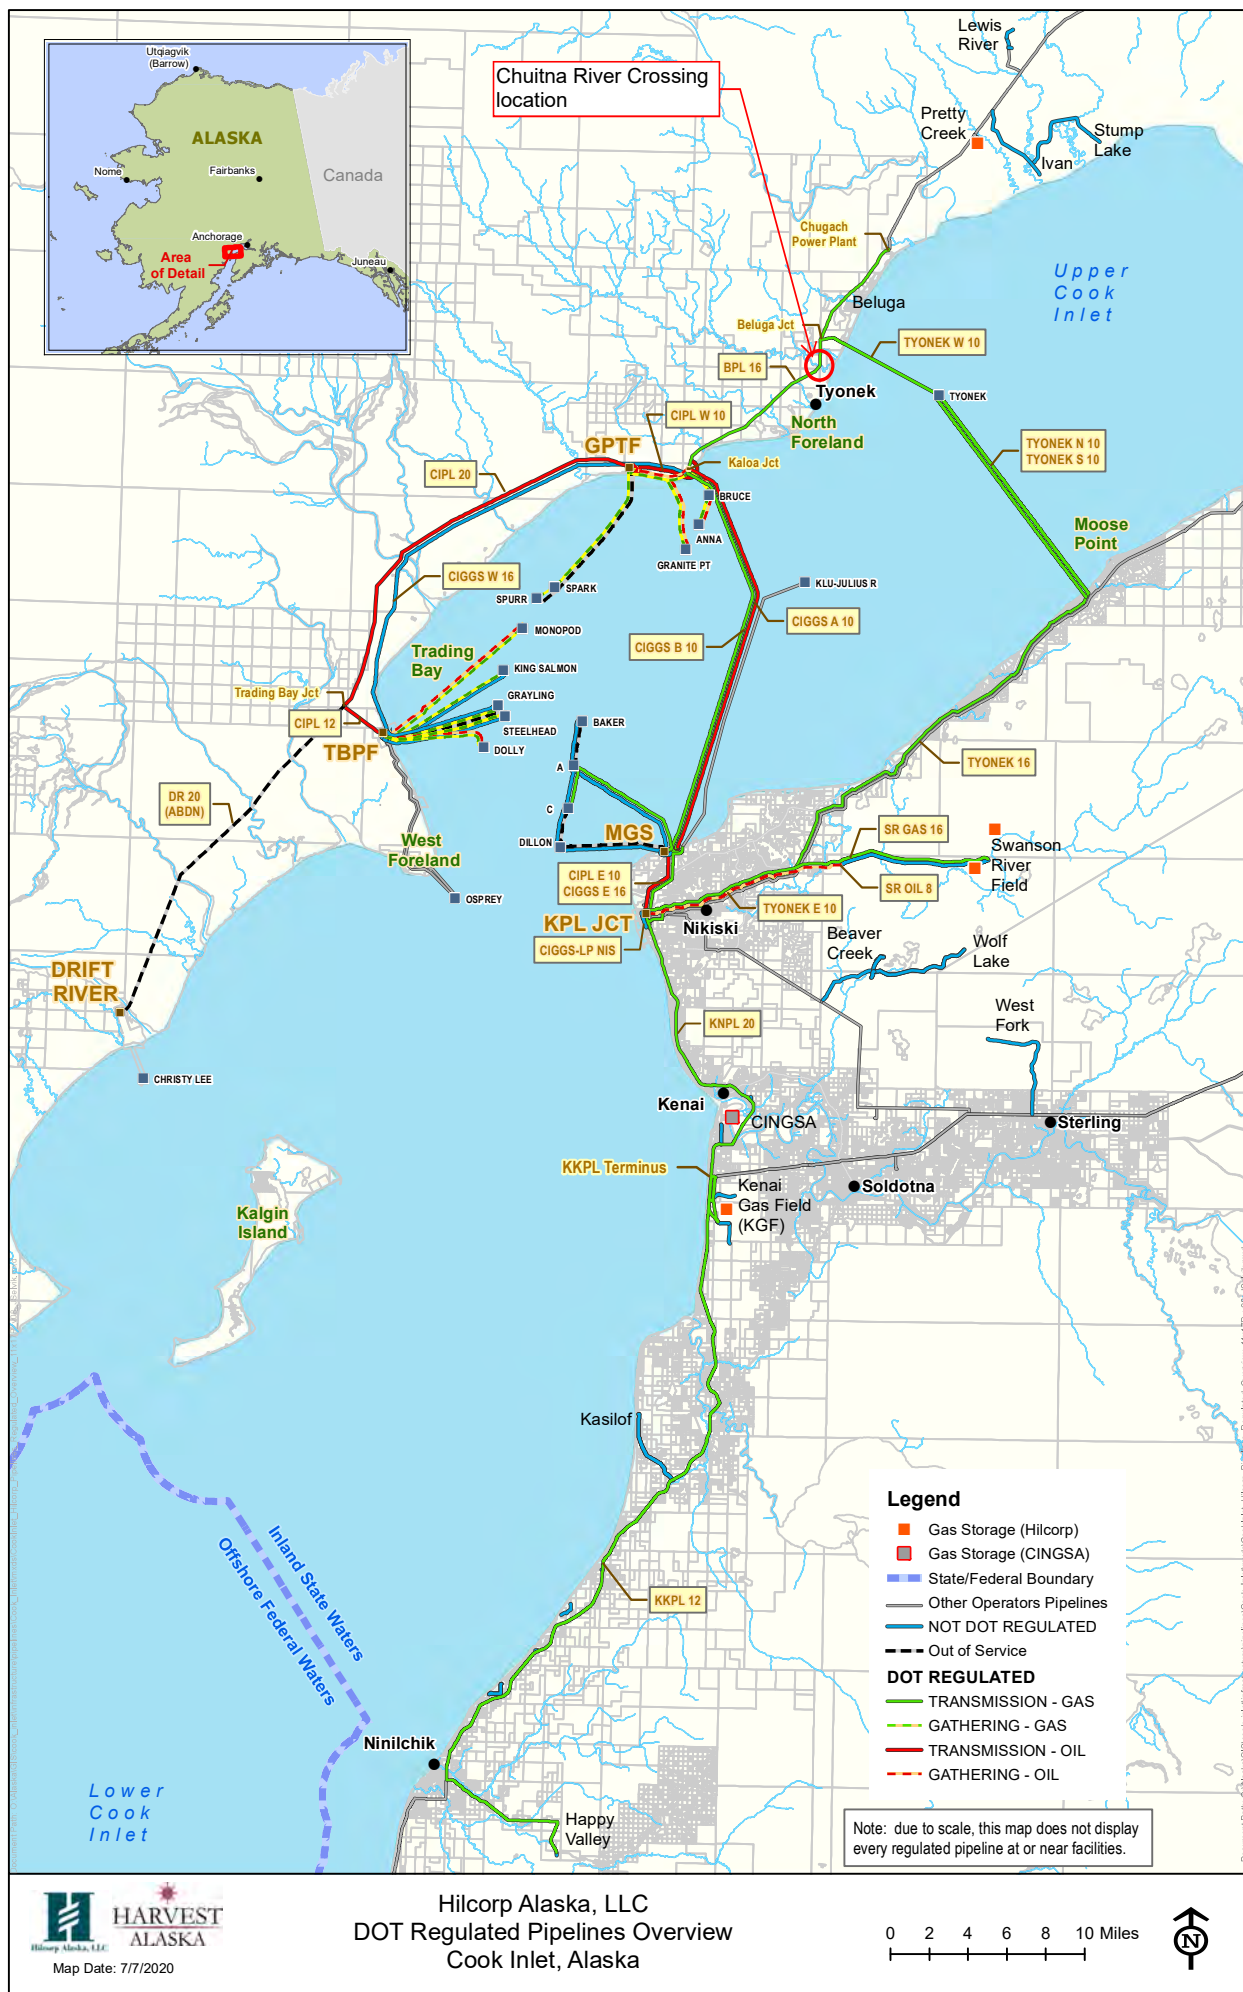 Utqiagvik
(Barrow)
ALASKA
Nome
Fairbanks
Canada
Anchorage
Area
of Detail
Juneau
Chuitna River Crossing
location
Lewis
River
Pretty
Creek
Stump
Lake
Ivan
Chugach
Power Plant
Upper
Cook
Inlet
Beluga
Beluga Jct
TYONEK W 10
BPL 16
Tyonek
TYONEK
North
Foreland
CIPL W 10
GPTF
Kaloa Jct
TYONEK N 10
TYONEK S 10
CIPL 20
BRUCE
ANNA
GRANITE PT
Moose
Point
CIGGS W 16
SPARK
SPURR
KLU-JULIUS R
CIGGS A 10
CIGGS B 10
MONOPOD
Trading
Bay
KING SALMON
Trading Bay Jct
GRAYLING
CIPL 12
STEELHEAD
BAKER
TBPF
DOLLY
A
TYONEK 16
DR 20
(ABDN)
C
DILLON
MGS
SR GAS 16
Swanson
River
Field
West
Foreland
CIPL E 10
CIGGS E 16
SR OIL 8
OSPREY
TYONEK E 10
KPL JCT
Nikiski
CIGGS-LP NIS
Beaver
Creek
Wolf
Lake
DRIFT
RIVER
West
Fork
KNPL 20
CHRISTY LEE
Kenai
CINGSA
Sterling
KKPL Terminus
Kenai
Gas Field
(KGF)
Soldotna
Kalgin
Island
Kasilof
Inland State Waters
Offshore Federal Waters
KKPL 12
Ninilchik
Lower
Cook
Inlet
Happy
Valley
Legend
Gas Storage (Hilcorp)
Gas Storage (CINGSA)
State/Federal Boundary
Other Operators Pipelines
NOT DOT REGULATED
Out of Service
DOT REGULATED
TRANSMISSION - GAS
GATHERING - GAS
TRANSMISSION - OIL
GATHERING - OIL
Note: due to scale, this map does not display
every regulated pipeline at or near facilities.
Hilcorp Alaska, LLC
HARVEST
ALASKA
Map Date: 7/7/2020
Hilcorp Alaska, LLC
DOT Regulated Pipelines Overview
Cook Inlet, Alaska
0 2 4 6 8 10 Miles
N